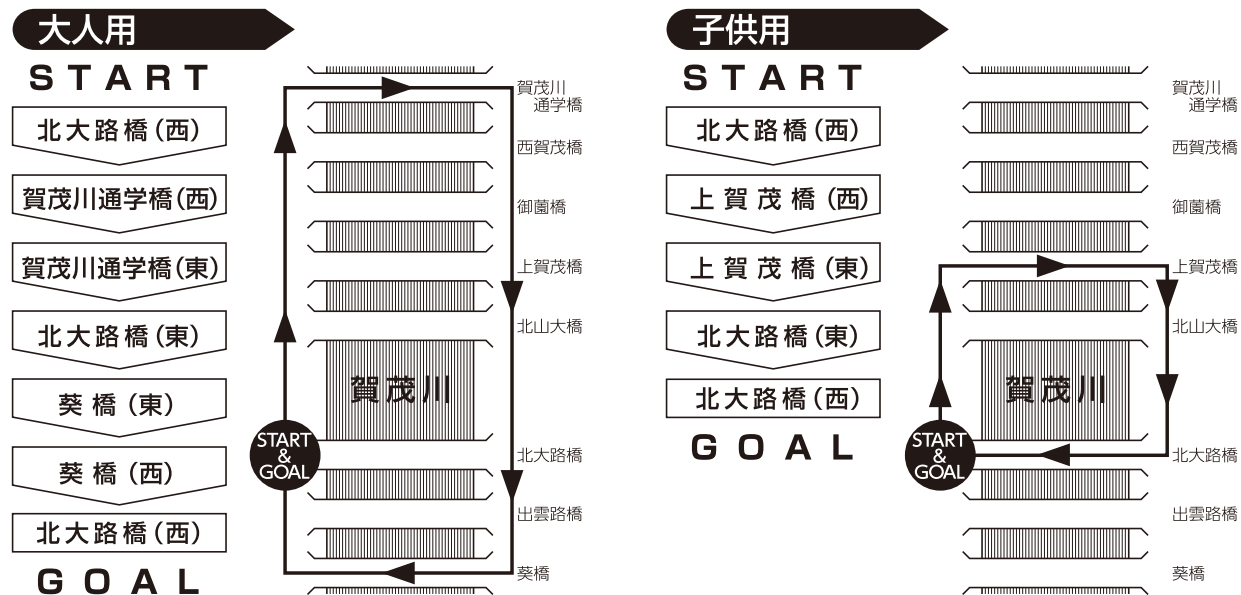 大人用
START
北大路橋(西)
賀茂川通学橋(西)
賀茂川通学橋(東)
北大路橋(東)
葵橋(東)
葵橋(西)
北大路橋(西)
GOAL
賀茂川
通学橋
西賀茂橋
御薗橋
上賀茂橋
北山大橋
賀茂川
START
&
GOAL
北大路橋
出雲路橋
葵橋
子供用
START
北大路橋(西)
上賀茂橋(西)
上賀茂橋(東)
北大路橋(東)
北大路橋(西)
GOAL
賀茂川
通学橋
西賀茂橋
御薗橋
上賀茂橋
北山大橋
賀茂川
START
&
GOAL
北大路橋
出雲路橋
葵橋